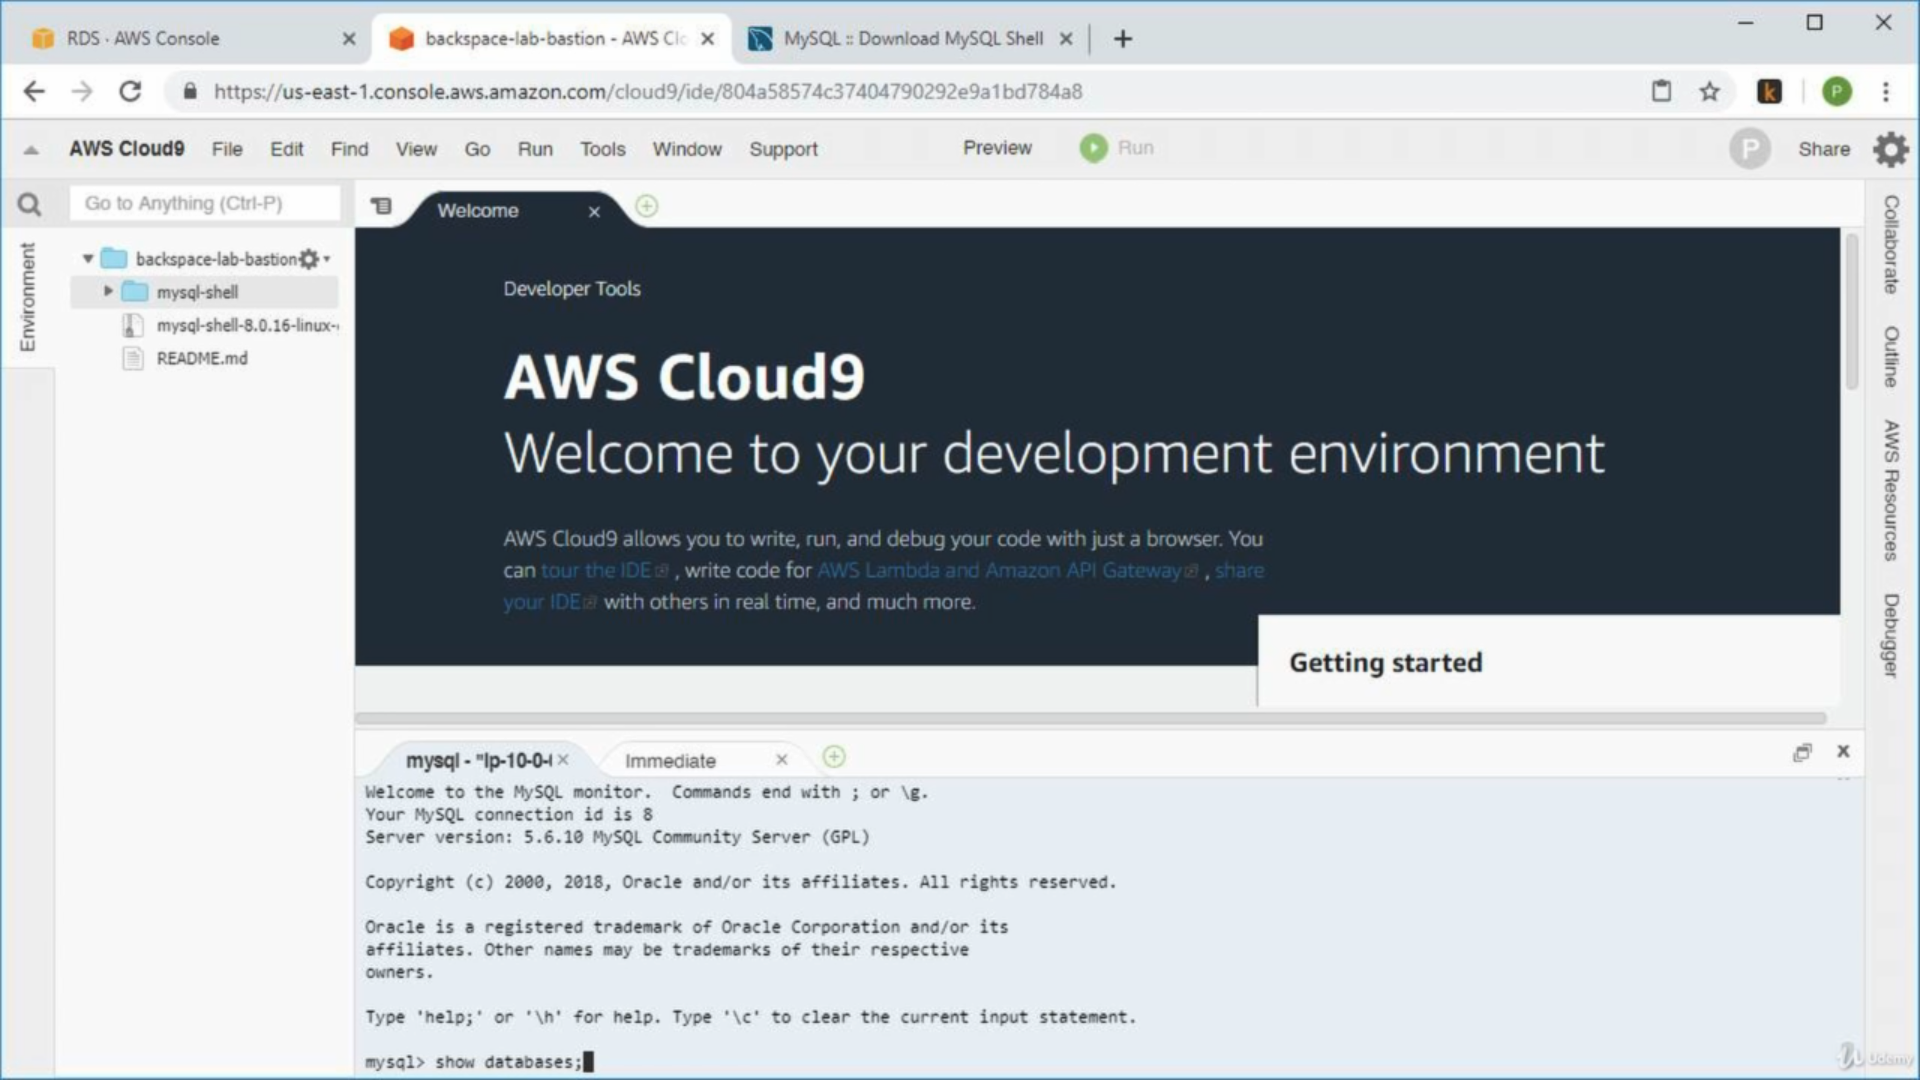 RDS · AWS Console
backspace-lab-bastion - AWS Clo
MySQL :: Download MySQL Shell
https://us-east-1.console.aws.amazon.com/cloud9/ide/804a58574c37404790292e9a1bd784a8
k
P
AWS Cloud9 File Edit Find View Go Run Tools Window Support Preview Run
P
Share
Go to Anything (Ctrl-P)
Welcome
Environment
backspace-lab-bastion
mysql-shell
mysql-shell-8.0.16-linux-
README.md
Developer Tools
AWS Cloud9
Welcome to your development environment
AWS Cloud9 allows you to write, run, and debug your code with just a browser. You
can tour the IDE , write code for AWS Lambda and Amazon API Gateway , share
your IDE with others in real time, and much more.
Getting started
Collaborate
Outline
AWS Resources
Debugger
mysql - "ip-10-0-
Immediate
Welcome to the MySQL monitor.  Commands end with ; or \g.
Your MySQL connection id is 8
Server version: 5.6.10 MySQL Community Server (GPL)
Copyright (c) 2000, 2018, Oracle and/or its affiliates. All rights reserved.
Oracle is a registered trademark of Oracle Corporation and/or its
affiliates. Other names may be trademarks of their respective
owners.
Type 'help;' or '\h' for help. Type '\c' to clear the current input statement.
mysql> show databases;
Udemy